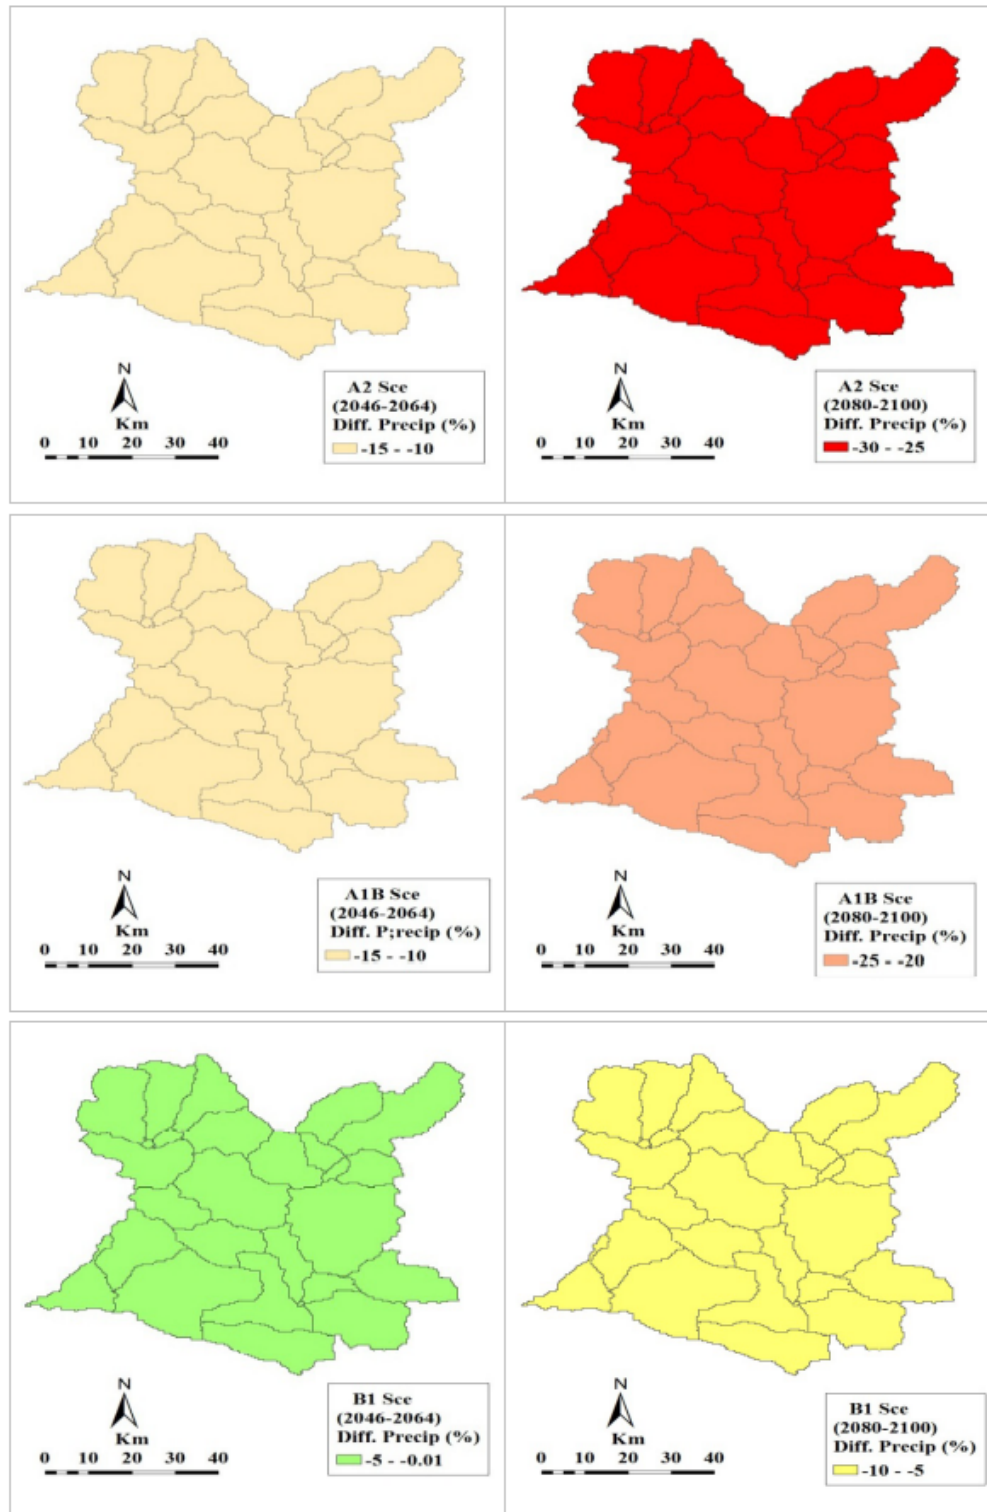 N
Km
0 10 20 30 40
A2 Sce
(2046-2064)
Diff. Precip (%)
-15 - -10
N
Km
0 10 20 30 40
A2 Sce
(2080-2100)
Diff. Precip (%)
-30 - -25
N
Km
0 10 20 30 40
A1B Sce
(2046-2064)
Diff. P;recip (%)
-15 - -10
N
Km
0 10 20 30 40
A1B Sce
(2080-2100)
Diff. Precip (%)
-25 - -20
N
Km
0 10 20 30 40
B1 Sce
(2046-2064)
Diff. Precip (%)
-5 - -0.01
N
Km
0 10 20 30 40
B1 Sce
(2080-2100)
Diff. Precip (%)
-10 - -5